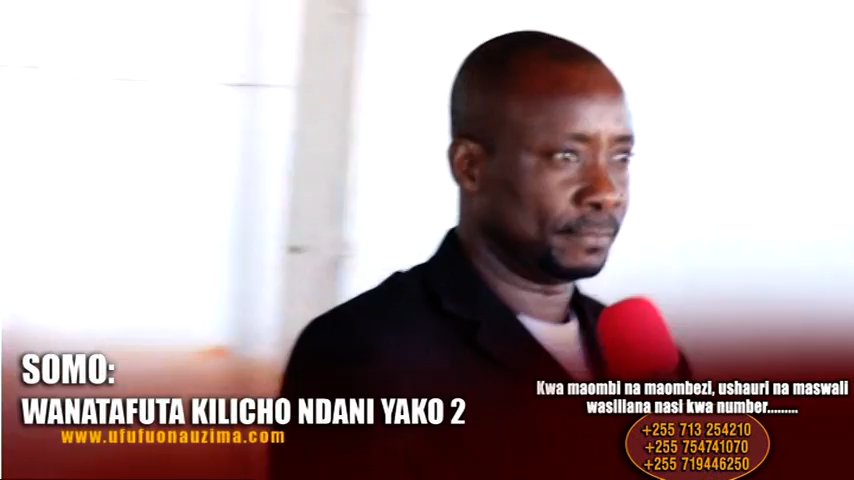 SOMO:
WANATAFUTA KILICHO NDANI YAKO 2
www.ufufuonauzima.com
Kwa maombi na maombezi, ushauri na maswali
wasiliana nasi kwa number.........
+255 713 254210
+255 754741070
+255 719446250